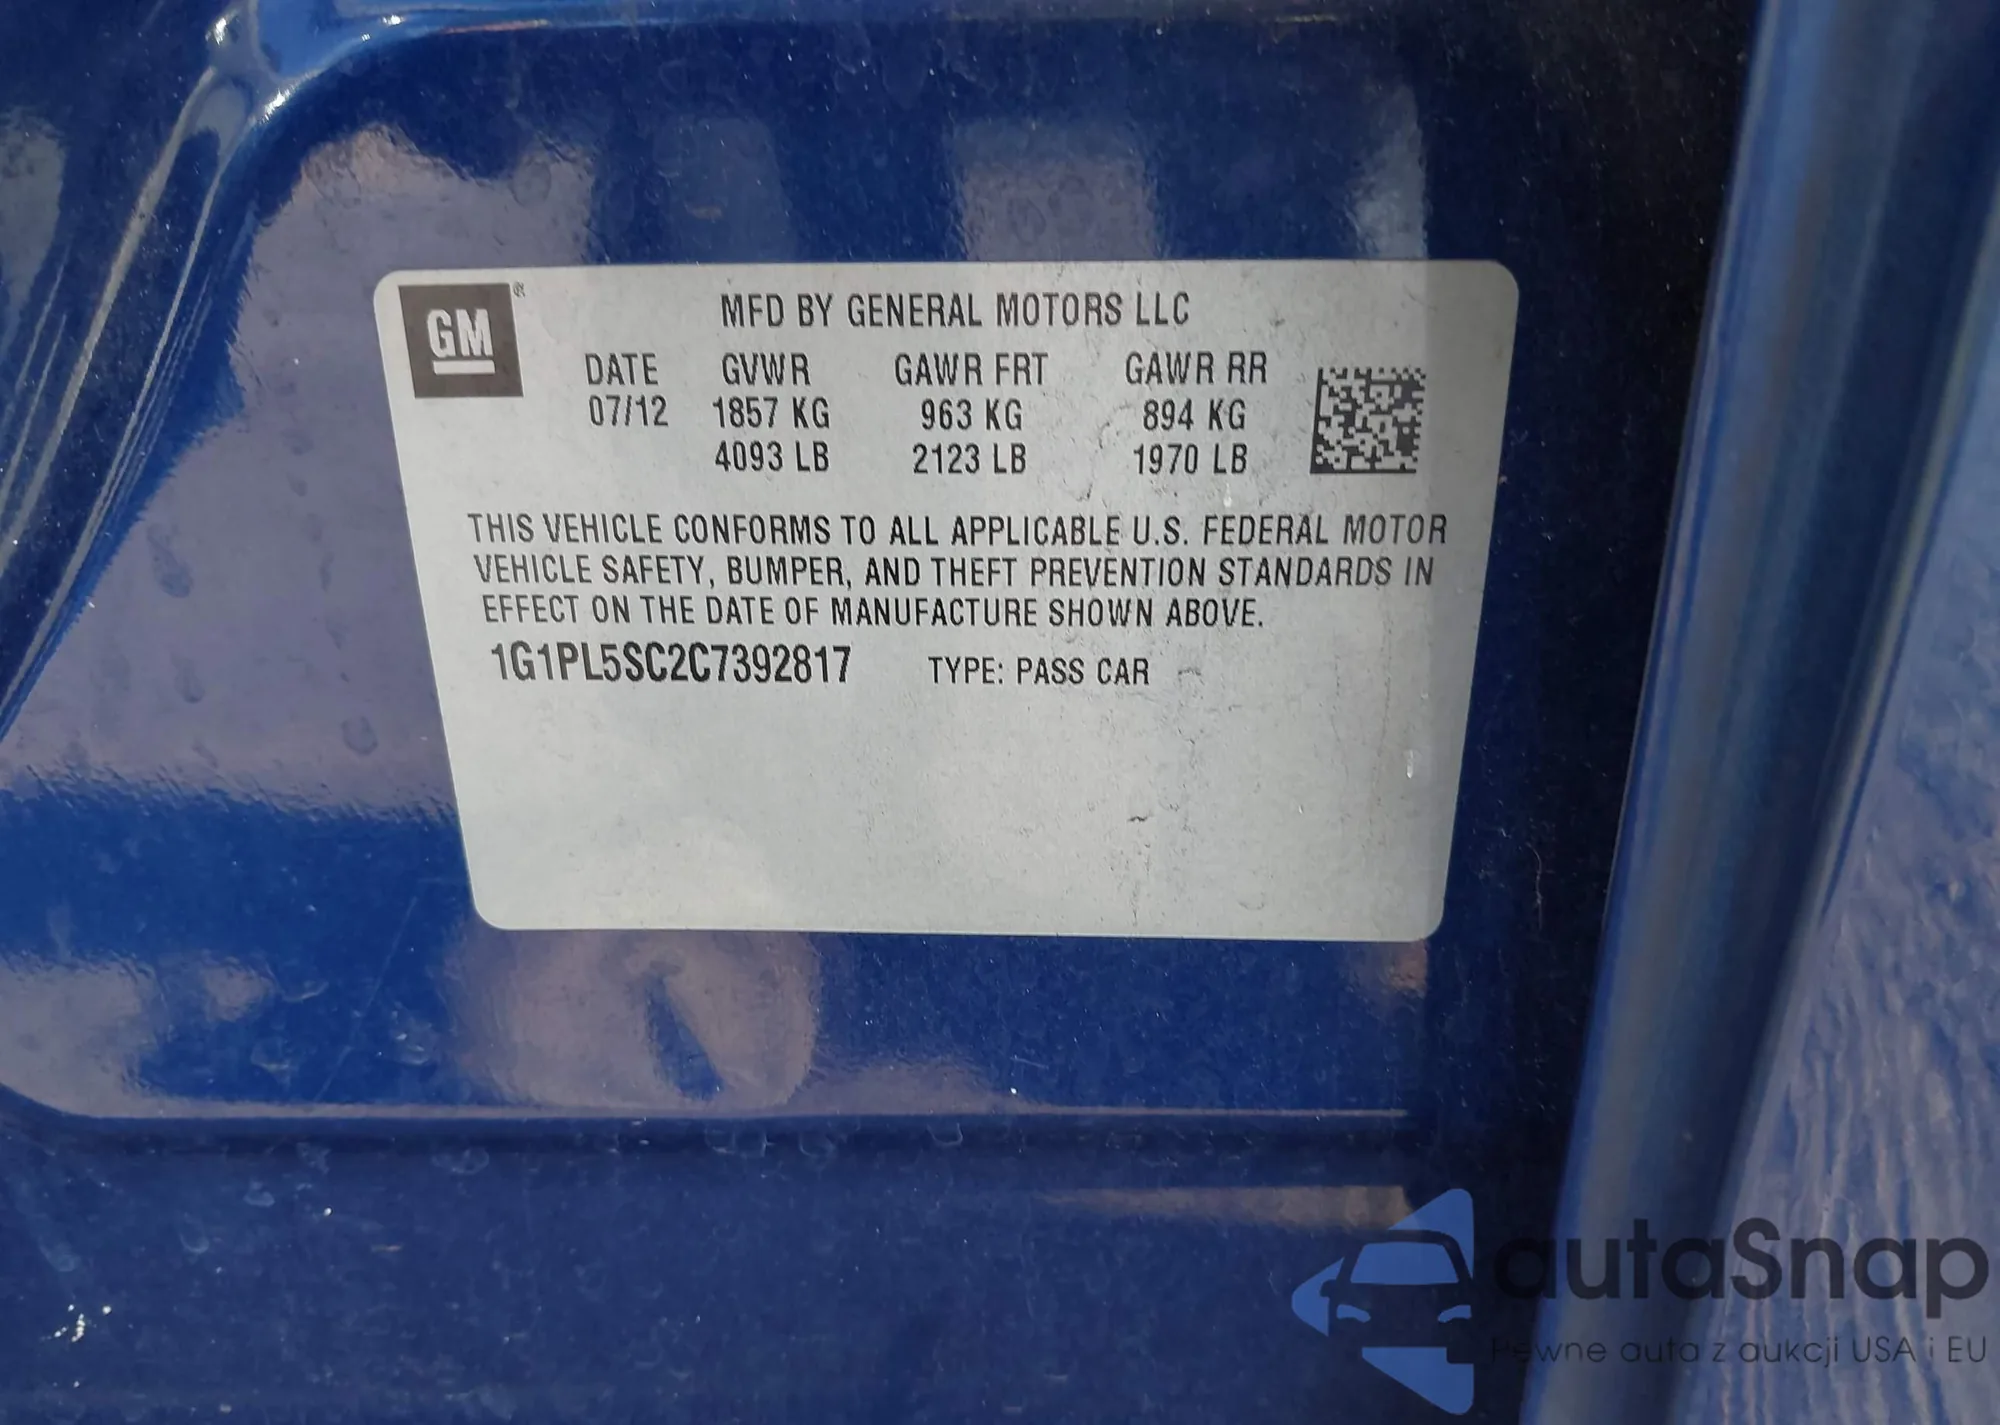 GM®
MFD BY GENERAL MOTORS LLC
DATE GVWR GAWR FRT GAWR RR
07/12 1857 KG 963 KG 894 KG
4093 LB 2123 LB 1970 LB
THIS VEHICLE CONFORMS TO ALL APPLICABLE U.S. FEDERAL MOTOR
VEHICLE SAFETY, BUMPER, AND THEFT PREVENTION STANDARDS IN
EFFECT ON THE DATE OF MANUFACTURE SHOWN ABOVE.
1G1PL5SC2C7392817 TYPE: PASS CAR
autaSnap
Pewne auta z aukcji USA i EU